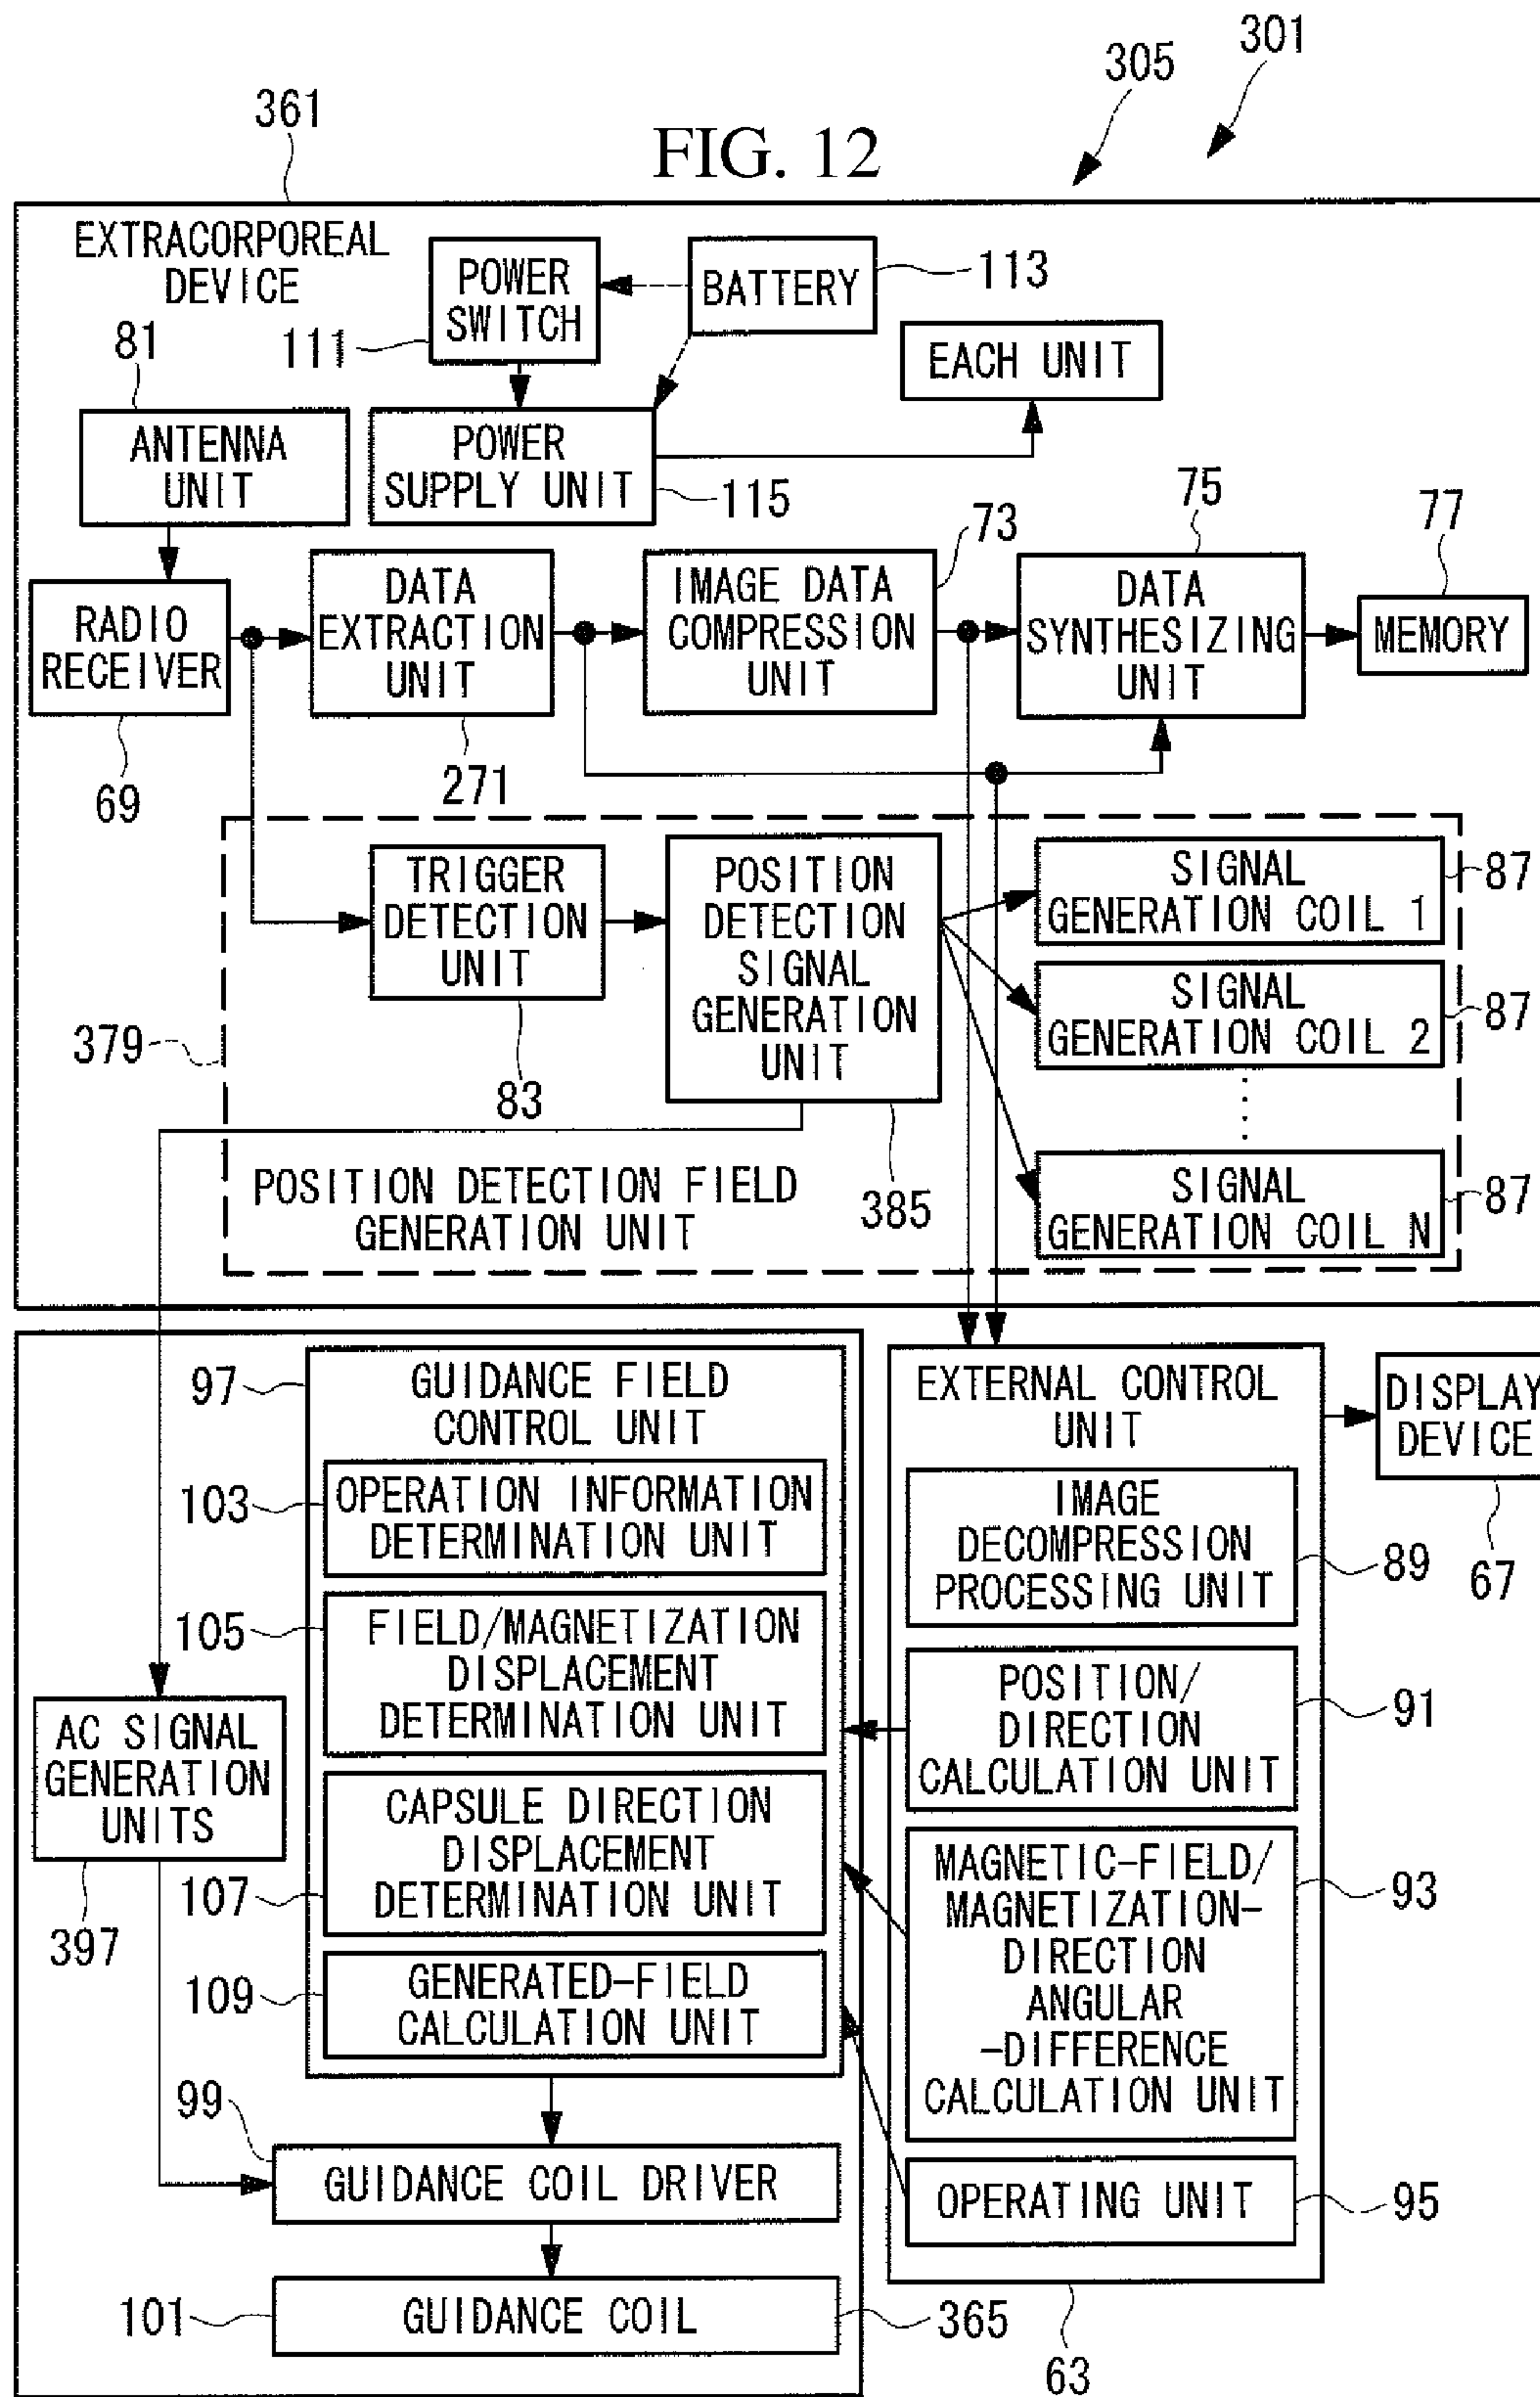 301
305
361
FIG. 12
EXTRACORPOREAL
DEVICE
POWER
SWITCH
BATTERY
113
111
81
EACH UNIT
ANTENNA
UNIT
POWER
SUPPLY UNIT
115
73
75
77
RADIO
RECEIVER
DATA
EXTRACTION
UNIT
IMAGE DATA
COMPRESSION
UNIT
DATA
SYNTHESIZING
UNIT
MEMORY
69
271
TRIGGER
DETECTION
UNIT
POSITION
DETECTION
SIGNAL
GENERATION
UNIT
SIGNAL
GENERATION COIL 1
87
SIGNAL
GENERATION COIL 2
87
379
83
SIGNAL
GENERATION COIL N
87
POSITION DETECTION FIELD
GENERATION UNIT
385
97
GUIDANCE FIELD
CONTROL UNIT
EXTERNAL CONTROL
UNIT
DISPLAY
DEVICE
103
OPERATION INFORMATION
DETERMINATION UNIT
IMAGE
DECOMPRESSION
PROCESSING UNIT
89
67
105
FIELD/MAGNETIZATION
DISPLACEMENT
DETERMINATION UNIT
POSITION/
DIRECTION
CALCULATION UNIT
91
AC SIGNAL
GENERATION
UNITS
397
CAPSULE DIRECTION
DISPLACEMENT
DETERMINATION UNIT
107
MAGNETIC-FIELD/
MAGNETIZATION-
DIRECTION
ANGULAR
-DIFFERENCE
CALCULATION UNIT
93
109
GENERATED-FIELD
CALCULATION UNIT
99
GUIDANCE COIL DRIVER
OPERATING UNIT
95
101
GUIDANCE COIL
365
63